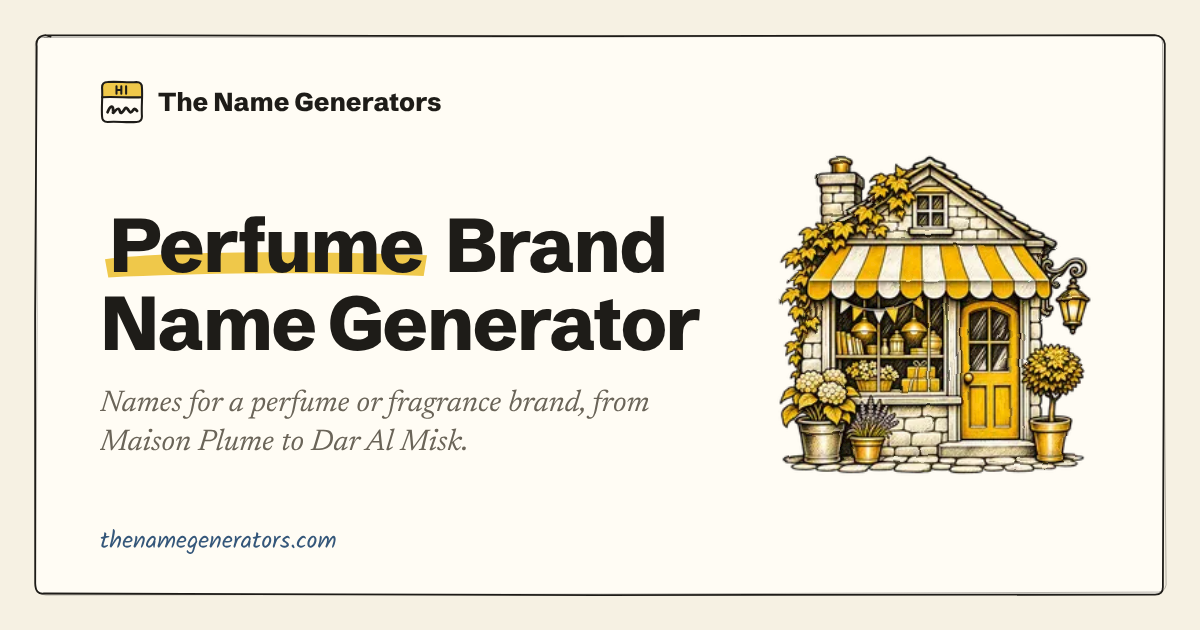 HI
The Name Generators
Perfume Brand
Name Generator
Names for a perfume or fragrance brand, from
Maison Plume to Dar Al Misk.
thenamegenerators.com